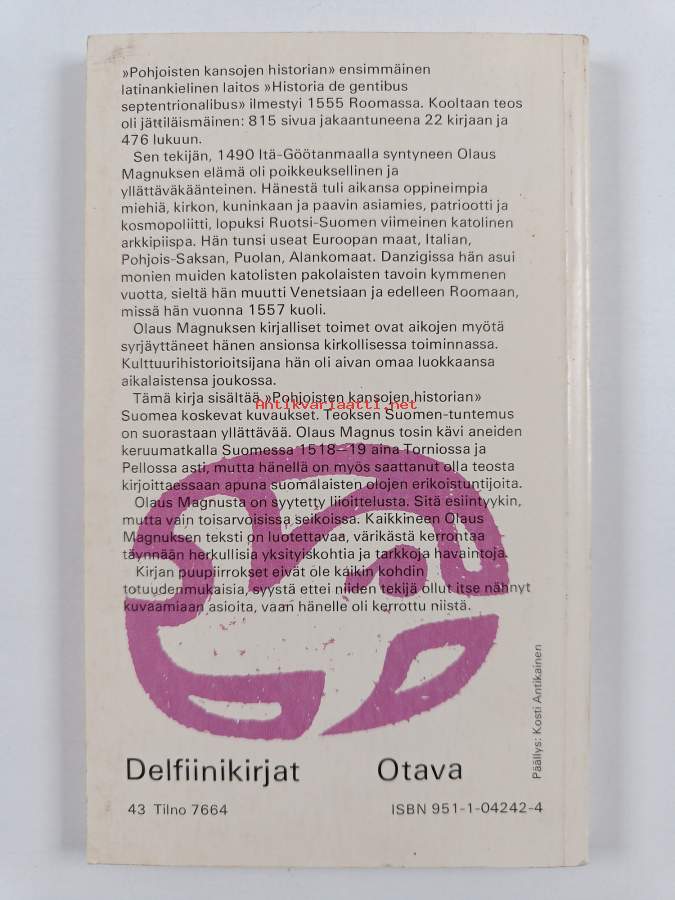 »Pohjoisten kansojen historian» ensimmäinen
latinankielinen laitos »Historia de gentibus
septentrionalibus» ilmestyi 1555 Roomassa. Kooltaan teos
oli jättiläismäinen: 815 sivua jakaantuneena 22 kirjaan ja
476 lukuun.
Sen tekijän, 1490 Itä-Göötanmaalla syntyneen Olaus
Magnuksen elämä oli poikkeuksellinen ja
yllättäväkäänteinen. Hänestä tuli aikansa oppineimpia
miehiä, kirkon, kuninkaan ja paavin asiamies, patriootti ja
kosmopoliitti, lopuksi Ruotsi-Suomen viimeinen katolinen
arkkipiispa. Hän tunsi useat Euroopan maat, Italian,
Pohjois-Saksan, Puolan, Alankomaat. Danzigissa hän asui
monien muiden katolisten pakolaisten tavoin kymmenen
vuotta, sieltä hän muutti Venetsiaan ja edelleen Roomaan,
missä hän vuonna 1557 kuoli.
Olaus Magnuksen kirjalliset toimet ovat aikojen myötä
syrjäyttäneet hänen ansionsa kirkollisessa toiminnassa.
Kulttuurihistorioitsijana hän oli aivan omaa luokkaansa
aikalaistensa joukossa.
Tämä kirja sisältää »Pohjoisten kansojen historian»
Antikvariaatti.net
Suomea koskevat kuvaukset. Teoksen Suomen-tuntemus
on suorastaan yllättävää. Olaus Magnus tosin kävi aneiden
keruumatkalla Suomessa 1518—19 aina Torniossa ja
Pellossa asti, mutta hänellä on myös saattanut olla teosta
kirjoittaessaan apuna suomalaisten olojen erikoistuntijoita.
Olaus Magnusta on syytetty liioittelusta. Sitä esiintyykin,
mutta vain toisarvoisissa seikoissa. Kaikkineen Olaus
Magnuksen teksti on luotettavaa, värikästä kerrontaa
täynnään herkullisia yksityiskohtia ja tarkkoja havaintoja.
Kirjan puupiirrokset eivät ole kaikin kohdin
totuudenmukaisia, syystä ettei niiden tekijä ollut itse nähnyt
kuvaamiaan asioita, vaan hänelle oli kerrottu niistä.
Päällys: Kosti Antikainen
Delfiinikirjat Otava
43 Tilno 7664 ISBN 951-1-04242-4